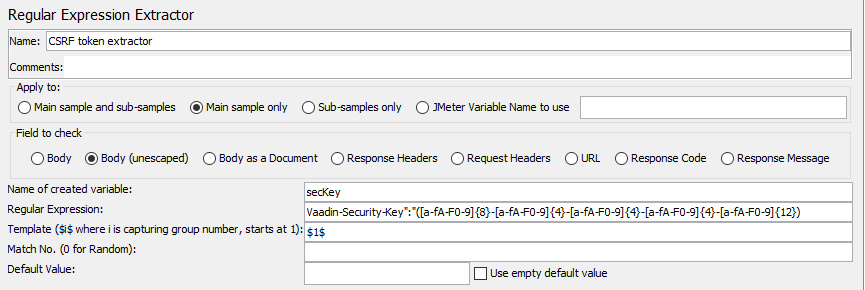 Regular Expression Extractor
Name: CSRF token extractor
Comments:
Apply to:
Main sample and sub-samples Main sample only Sub-samples only JMeter Variable Name to use
Field to check
Body Body (unescaped) Body as a Document Response Headers Request Headers URL Response Code Response Message
Name of created variable: secKey
Regular Expression: Vaadin-Security-Key":"([a-fA-F0-9]{8}-[a-fA-F0-9]{4}-[a-fA-F0-9]{4}-[a-fA-F0-9]{4}-[a-fA-F0-9]{12})
Template ($i$ where i is capturing group number, starts at 1): $1$
Match No. (0 for Random):
Default Value: Use empty default value